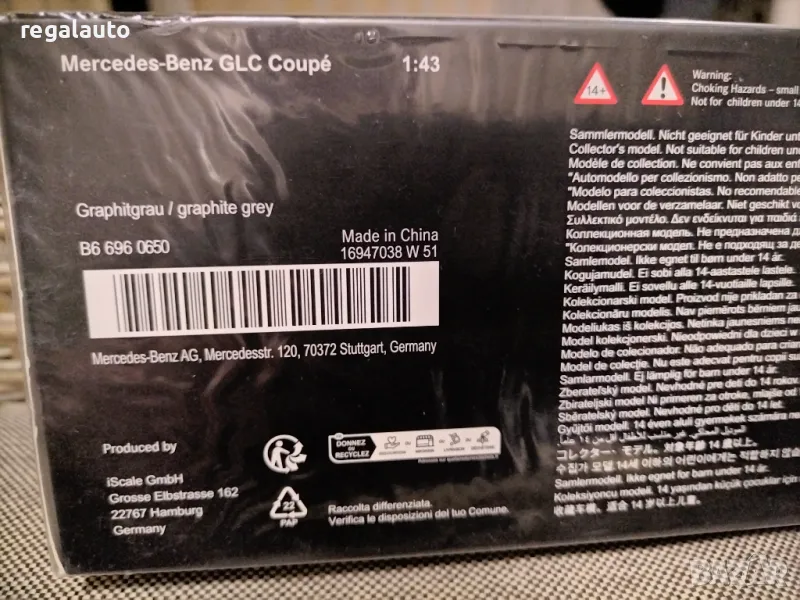 regalauto
Mercedes-Benz GLC Coupé 1:43
14+
Warning:
Choking Hazards - small
Not for children under 14
Graphitgrau / graphite grey
B6 696 0650
Made in China
16947038 W 51
Mercedes-Benz AG, Mercedesstr. 120, 70372 Stuttgart, Germany
Produced by
iScale GmbH
Grosse Elbstrasse 162
22767 Hamburg
Germany
DONNEZ
OU
RECYCLEZ
22
PAP
Raccolta differenziata.
Verifica le disposizioni del tuo Comune.
Sammlermodell. Nicht geeignet für Kinder unt
Collector's model. Not suitable for children un
Modèle de collection. Ne convient pas aux enf
"Automodello per collezionismo. Non adatto pe
"Modelo para coleccionistas. No recomendable
Modellen voor de verzamelaar. Niet geschikt vo
Συλλεκτικό μοντέλο. Δεν ενδείκνυται για παιδιά
Коллекционная модель. Не предназначена д
"Колекционерски модел. Не е подходящ за де
Samlemodel. Ikke egnet til børn under 14 år.
Kogujamudel. Ei sobi alla 14-aastastele lastele.
Keräilymalli. Ei sovellu alle 14-vuotiaille lapsille.
Kolekcionarski model. Proizvod nije prikladan za
Kolekcionāru modelis. Nav piemērots bērniem jau
Modeliukas iš kolekcijos. Netinka jaunesniems ne
Model kolekcjonerski. Nieodpowiedni dla dzieci w
Modelo de colecionador. Não adequado para crian
Model de colecție. Nu este adecvat pentru copii su
Samlarmodell. Ej lämplig för barn under 14 år.
Zberateľský model. Nevhodné pre deti do 14 rokov.
Zbirateljski model Ni primeren za otroke, mlajše od
Sběratelský model. Nevhodné pro děti do 14 let.
Gyűjtői modell. 14 éven aluli gyermekek számára n
コレクター・モデル。対象年齢 14 歳以上。
수집가 모델 14세 이하의 어린이에게는 적합하지 않
Samlemodell. Ikke egnet for barn under 14 år.
Koleksiyoncu modeli. 14 yaşından küçük çocuklar için
收藏车模，适合 14 岁以上儿童。